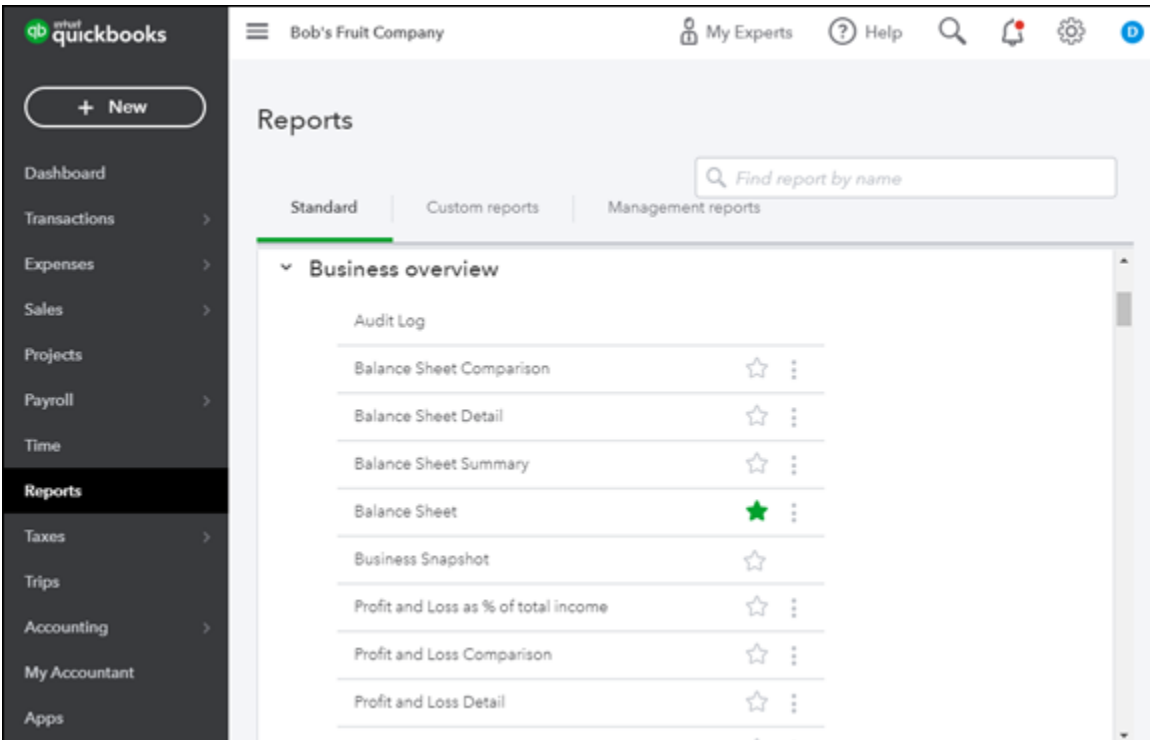 intuit
quickbooks
Bob's Fruit Company
My Experts
Help
D
+ New
Dashboard
Transactions
Expenses
Sales
Projects
Payroll
Time
Reports
Taxes
Trips
Accounting
My Accountant
Apps
Reports
Find report by name
Standard
Custom reports
Management reports
Business overview
Audit Log
Balance Sheet Comparison
Balance Sheet Detail
Balance Sheet Summary
Balance Sheet
Business Snapshot
Profit and Loss as % of total income
Profit and Loss Comparison
Profit and Loss Detail